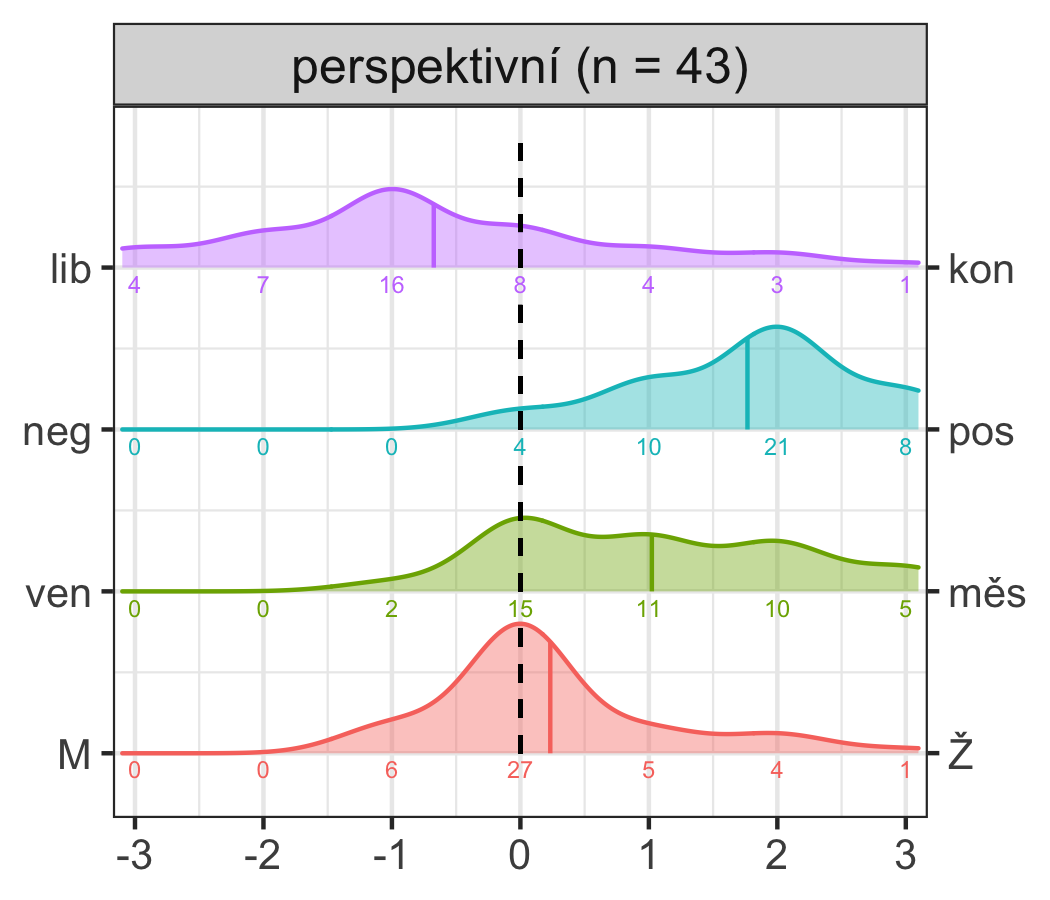 perspektivní (n = 43)
lib kon
4 7 16 8 4 3 1
neg pos
0 0 0 4 10 21 8
ven měs
0 0 2 15 11 10 5
M Ž
0 0 6 27 5 4 1
-3 -2 -1 0 1 2 3